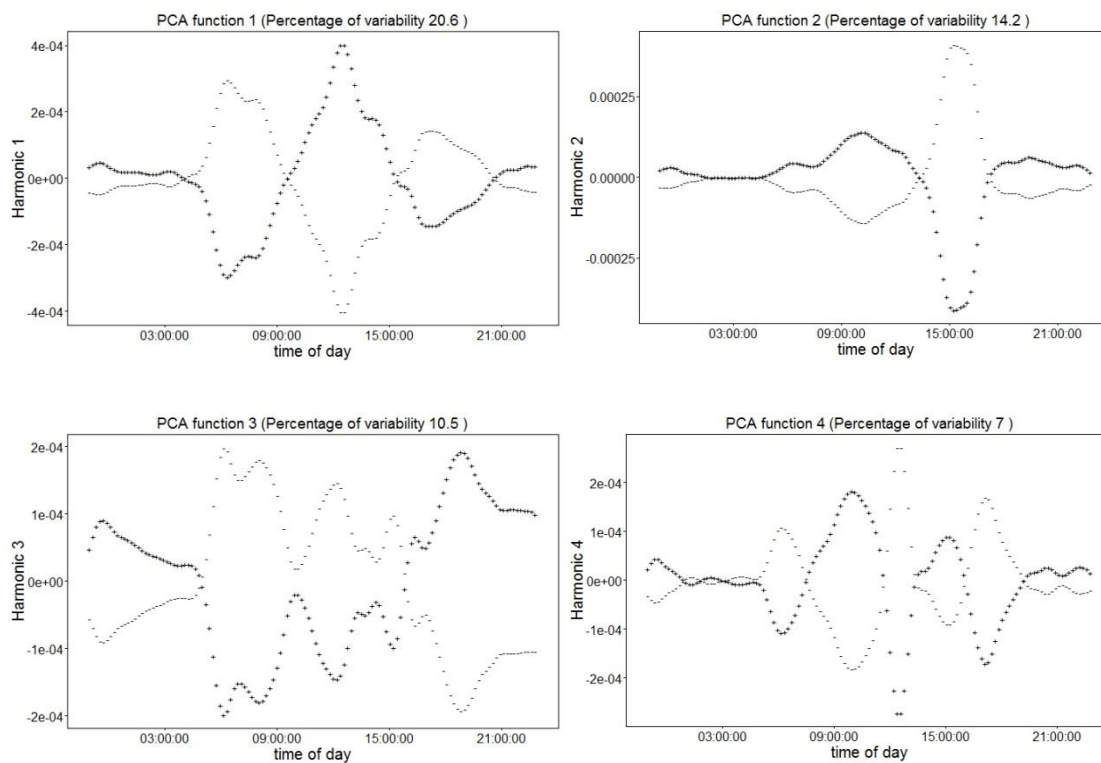 PCA function 1 (Percentage of variability 20.6 )
4e-04
2e-04
0e+00
-2e-04
-4e-04
Harmonic 1
03:00:00 09:00:00 15:00:00 21:00:00
time of day
PCA function 2 (Percentage of variability 14.2 )
0.00025
0.00000
-0.00025
Harmonic 2
03:00:00 09:00:00 15:00:00 21:00:00
time of day
PCA function 3 (Percentage of variability 10.5 )
2e-04
1e-04
0e+00
-1e-04
-2e-04
Harmonic 3
03:00:00 09:00:00 15:00:00 21:00:00
time of day
PCA function 4 (Percentage of variability 7 )
2e-04
1e-04
0e+00
-1e-04
-2e-04
Harmonic 4
03:00:00 09:00:00 15:00:00 21:00:00
time of day